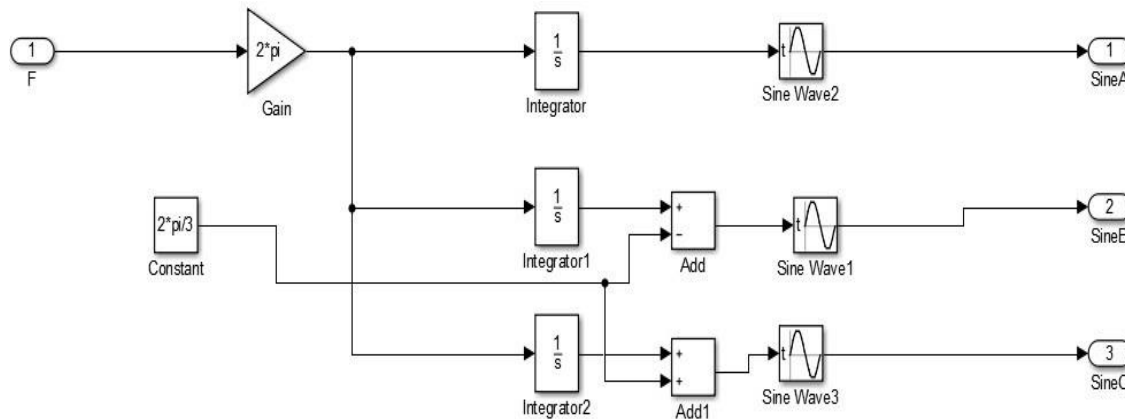 1
F
2*pi
Gain
1
s
Integrator
t
Sine Wave2
1
SineA
2*pi/3
Constant
1
s
Integrator1
+
−
Add
t
Sine Wave1
2
SineB
1
s
Integrator2
+
+
Add1
t
Sine Wave3
3
SineC